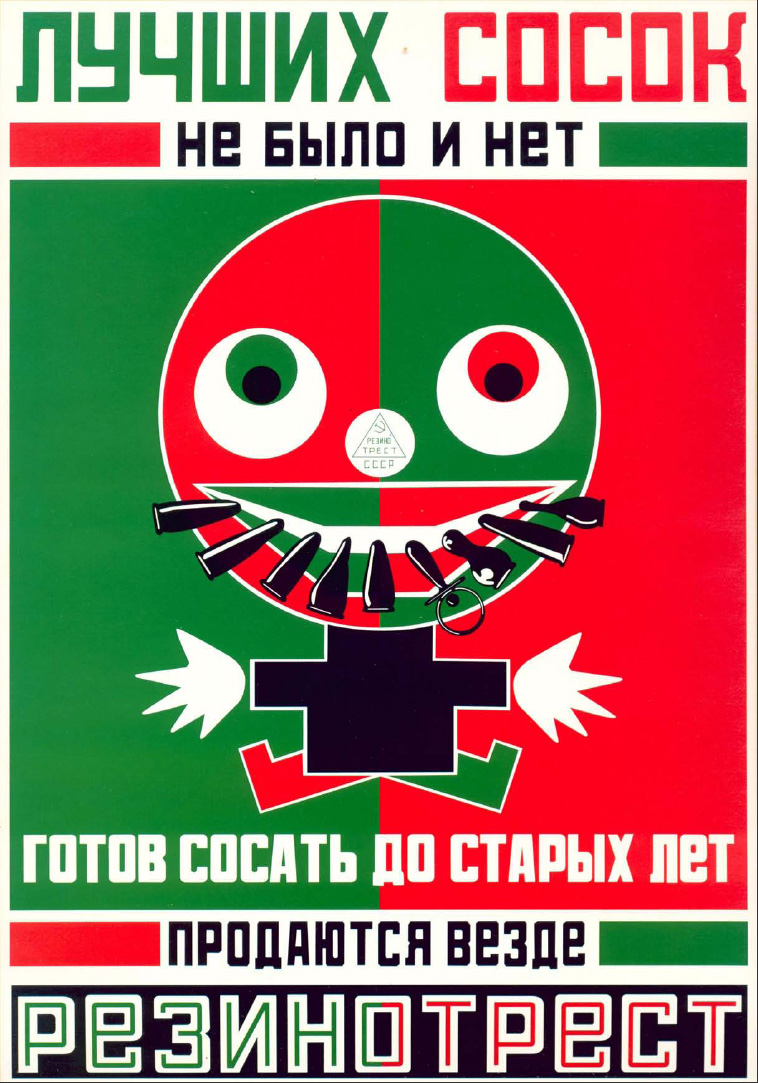 ЛУЧШИХ СОСОК
НЕ БЫЛО И НЕТ
РЕЗИНО
ТРЕСТ
СССР
ГОТОВ СОСАТЬ ДО СТАРЫХ ЛЕТ
ПРОДАЮТСЯ ВЕЗДЕ
РЕЗИНОТРЕСТ